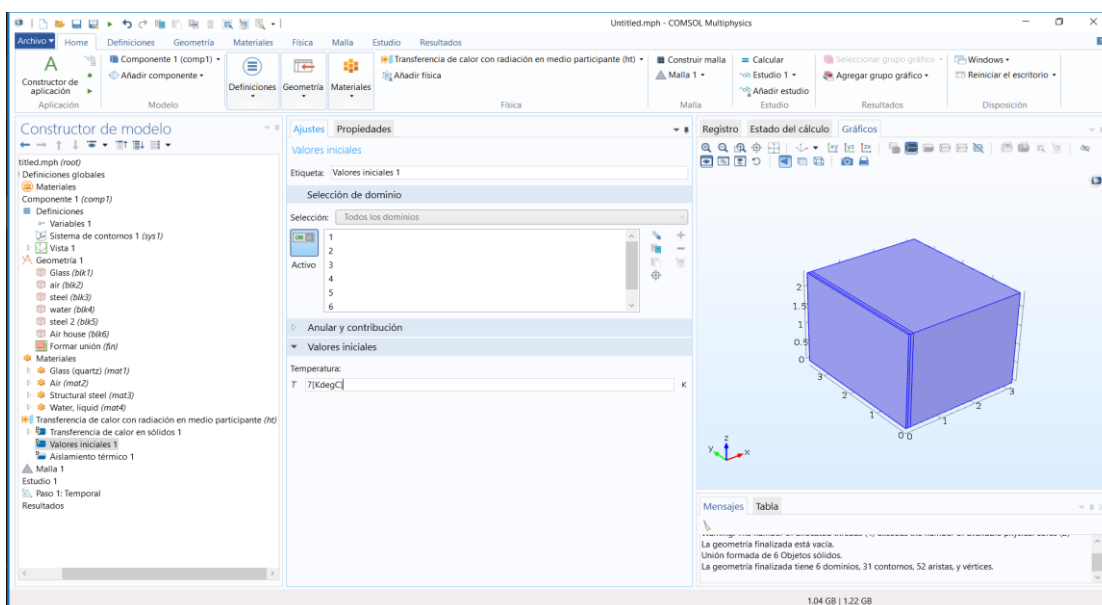 Untitled.mph - COMSOL Multiphysics
Archivo Home Definiciones Geometría Materiales Física Malla Estudio Resultados
A
Constructor de aplicación
Componente 1 (comp1)
Añadir componente
Definiciones Geometría Materiales
Transferencia de calor con radiación en medio participante (ht)
Añadir física
Construir malla
Malla 1
Calcular
Estudio 1
Añadir estudio
Seleccionar grupo gráfico
Agregar grupo gráfico
Windows
Reiniciar el escritorio
Aplicación Modelo Física Malla Estudio Resultados Disposición
Constructor de modelo
titled.mph (root)
Definiciones globales
Materiales
Componente 1 (comp1)
Definiciones
a= Variables 1
Sistema de contornos 1 (sys1)
Vista 1
Geometría 1
Glass (blk1)
air (blk2)
steel (blk3)
water (blk4)
steel 2 (blk5)
Air house (blk6)
Formar unión (fin)
Materiales
Glass (quartz) (mat1)
Air (mat2)
Structural steel (mat3)
Water, liquid (mat4)
Transferencia de calor con radiación en medio participante (ht)
Transferencia de calor en sólidos 1
Valores iniciales 1
Aislamiento térmico 1
Malla 1
Estudio 1
Paso 1: Temporal
Resultados
Ajustes Propiedades
Valores iniciales
Etiqueta: Valores iniciales 1
Selección de dominio
Selección: Todos los dominios
Activo
1
2
3
4
5
6
Anular y contribución
Valores iniciales
Temperatura:
T 7[KdegC] K
Registro Estado del cálculo Gráficos
2
1.5
1
0.5
0
3
2
1
0
0
1
2
3
z
y
x
Mensajes Tabla
La geometría finalizada está vacía.
Unión formada de 6 Objetos sólidos.
La geometría finalizada tiene 6 dominios, 31 contornos, 52 aristas, y vértices.
1.04 GB | 1.22 GB